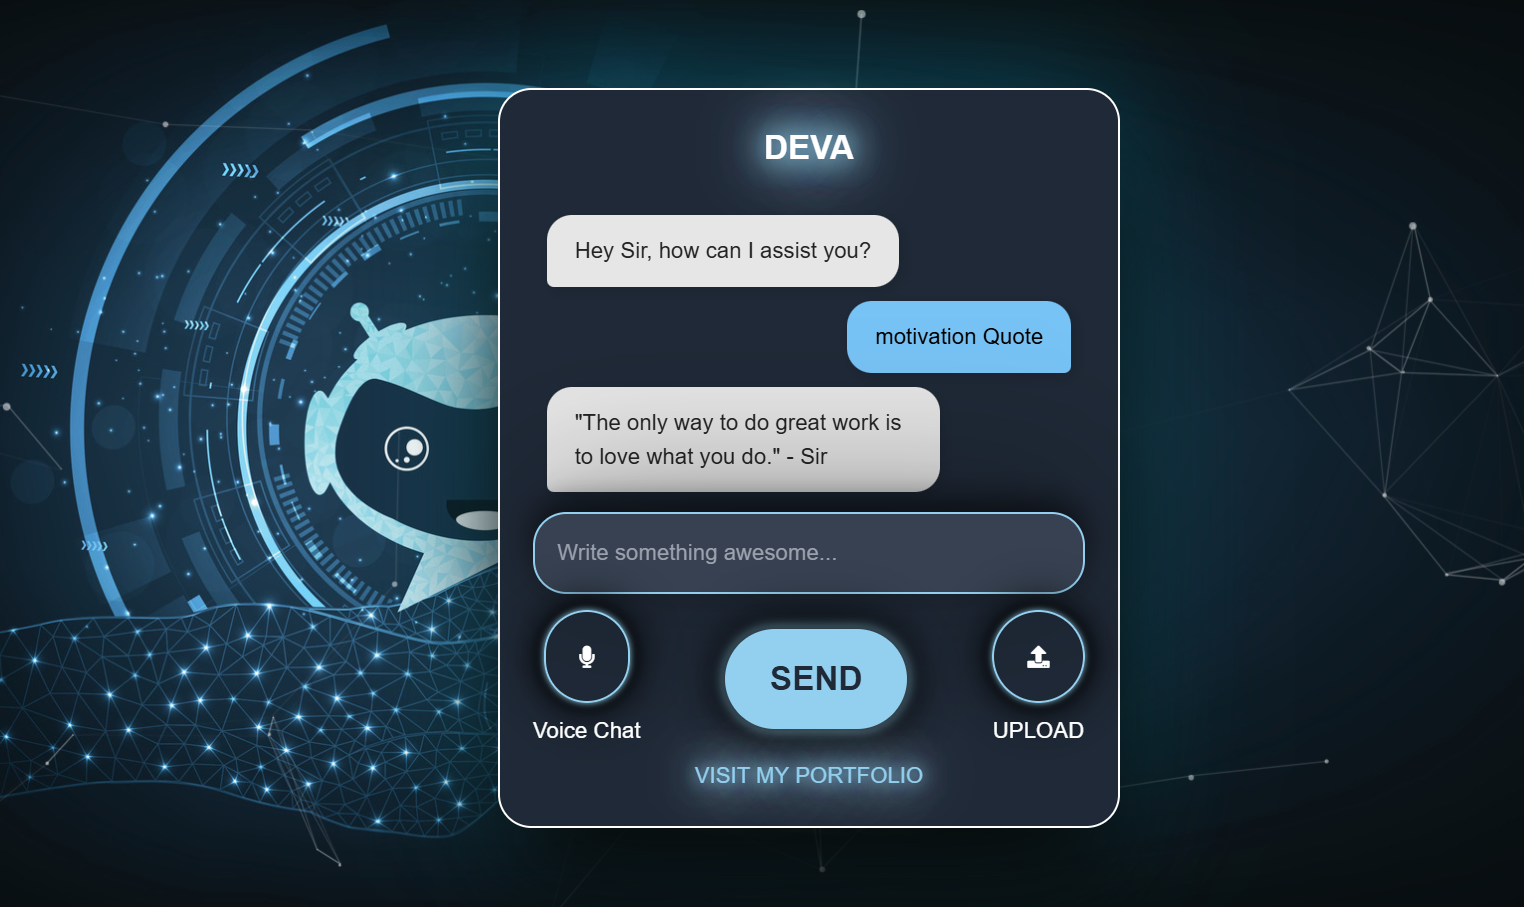 DEVA
Hey Sir, how can I assist you?
motivation Quote
"The only way to do great work is
to love what you do." - Sir
Write something awesome...
SEND
Voice Chat
UPLOAD
VISIT MY PORTFOLIO